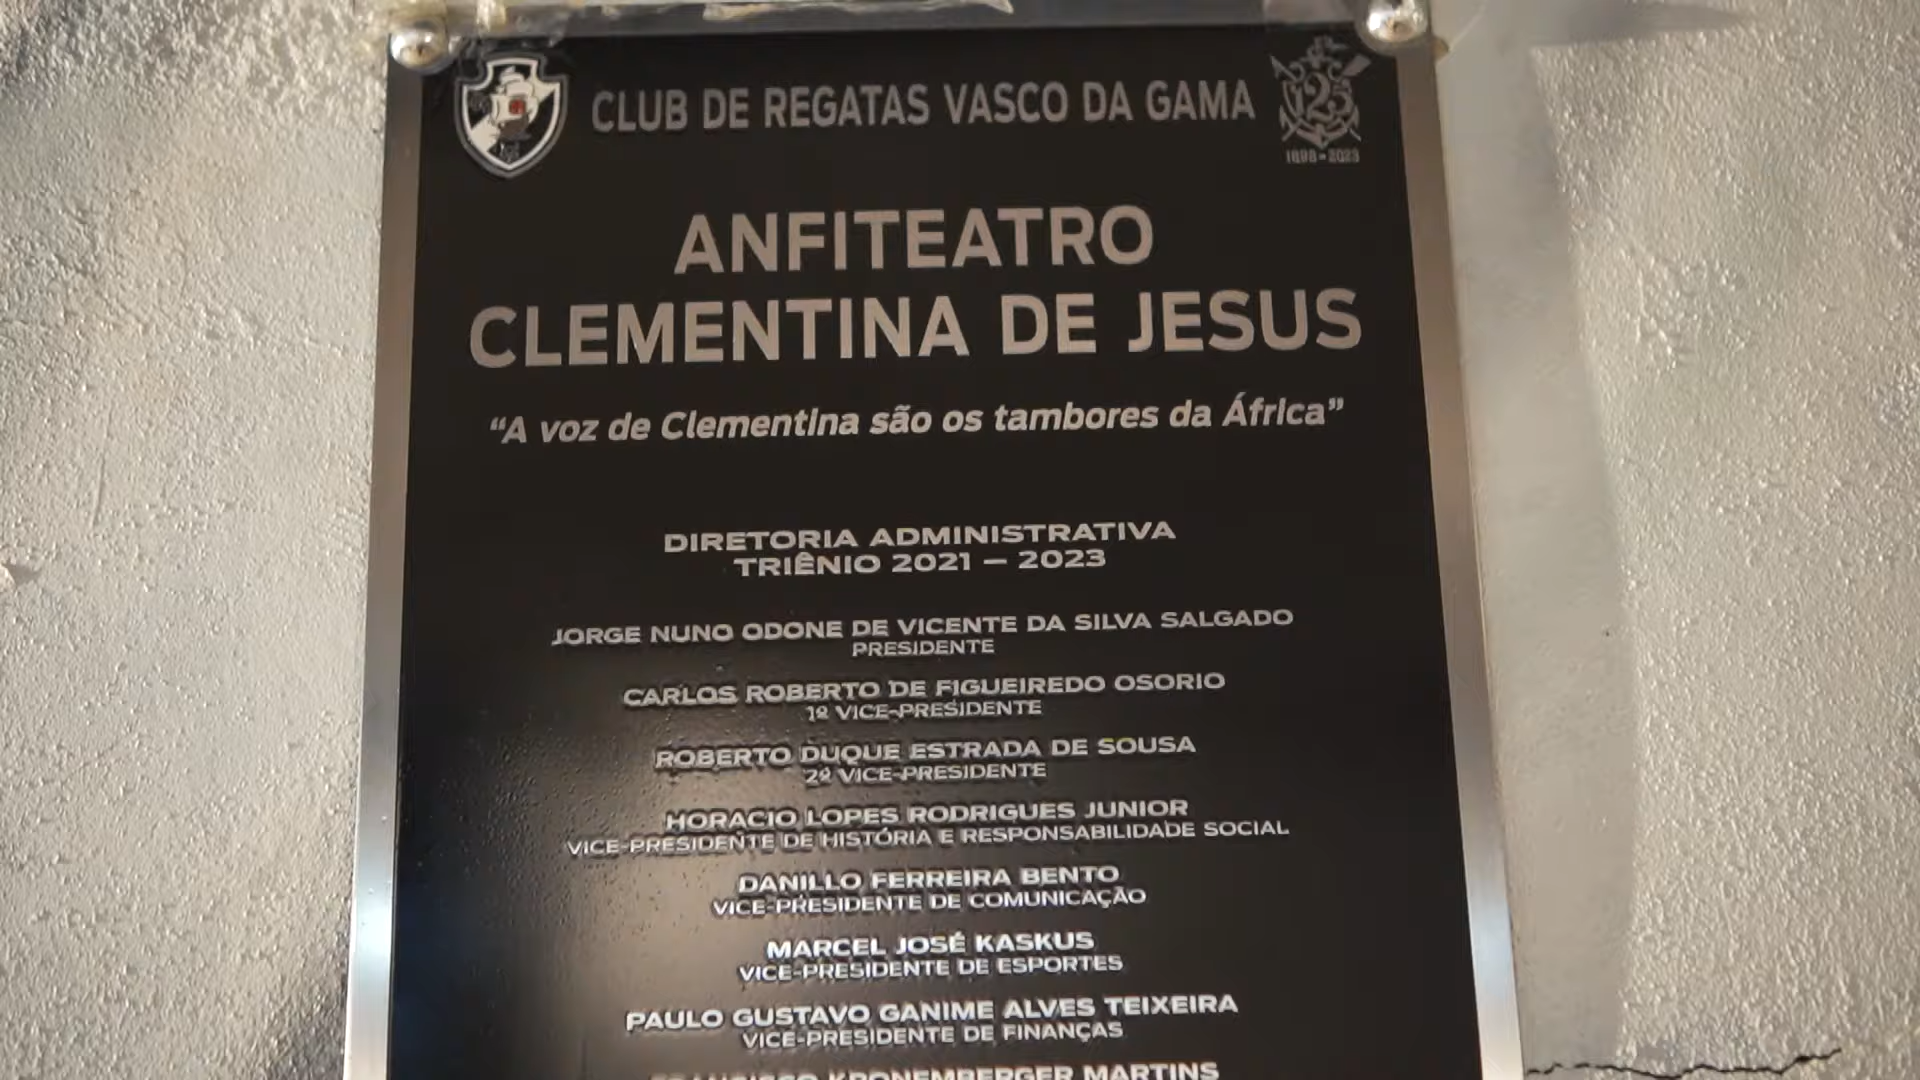 CLUB DE REGATAS VASCO DA GAMA
125
1898-2023
ANFITEATRO
CLEMENTINA DE JESUS
“A voz de Clementina são os tambores da África”
DIRETORIA ADMINISTRATIVA
TRIÊNIO 2021 – 2023
JORGE NUNO ODONE DE VICENTE DA SILVA SALGADO
PRESIDENTE
CARLOS ROBERTO DE FIGUEIREDO OSORIO
1º VICE-PRESIDENTE
ROBERTO DUQUE ESTRADA DE SOUSA
2º VICE-PRESIDENTE
HORACIO LOPES RODRIGUES JUNIOR
VICE-PRESIDENTE DE HISTÓRIA E RESPONSABILIDADE SOCIAL
DANILLO FERREIRA BENTO
VICE-PRESIDENTE DE COMUNICAÇÃO
MARCEL JOSÉ KASKUS
VICE-PRESIDENTE DE ESPORTES
PAULO GUSTAVO GANIME ALVES TEIXEIRA
VICE-PRESIDENTE DE FINANÇAS
FRANCISCO KRONEMBERGER MARTINS